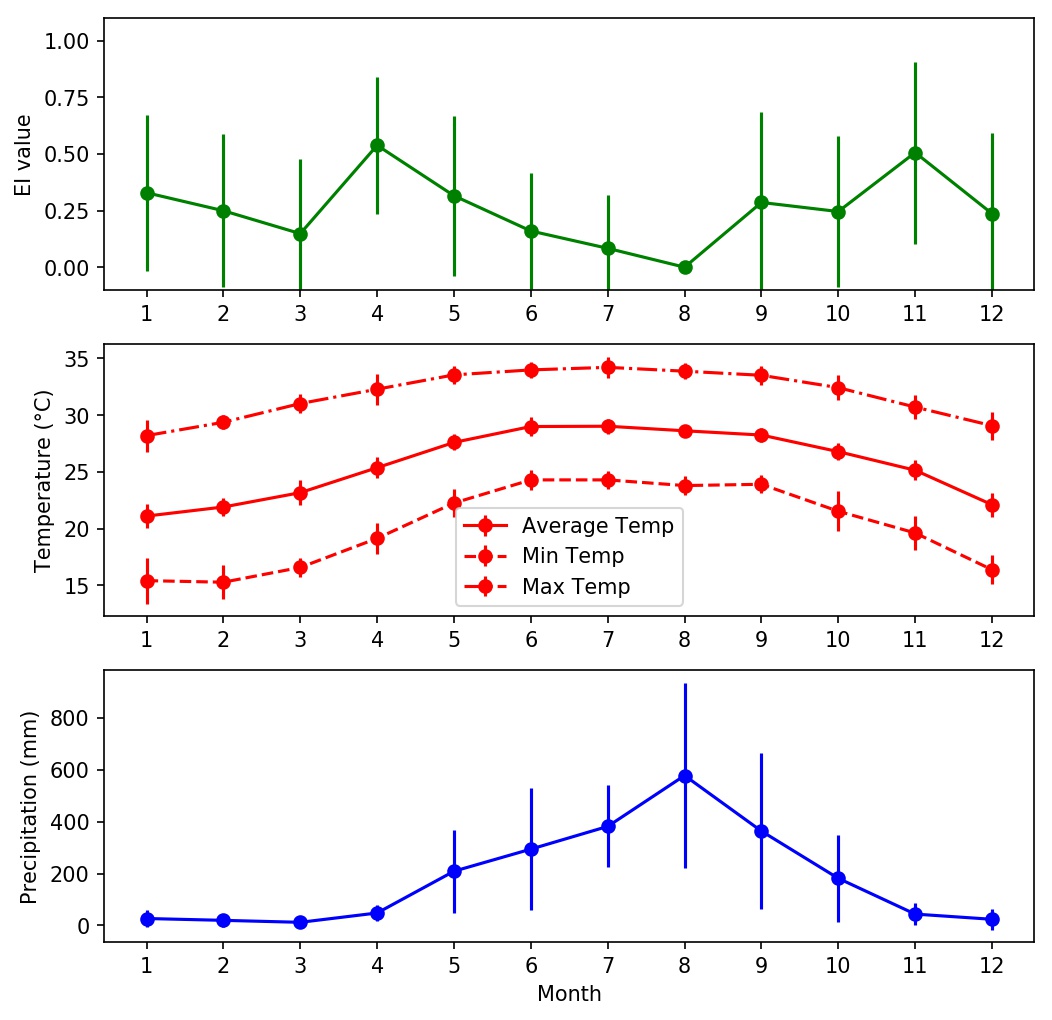 EI value
1.00
0.75
0.50
0.25
0.00
1 2 3 4 5 6 7 8 9 10 11 12
Temperature (°C)
35
30
25
20
15
Average Temp
Min Temp
Max Temp
1 2 3 4 5 6 7 8 9 10 11 12
Precipitation (mm)
800
600
400
200
0
1 2 3 4 5 6 7 8 9 10 11 12
Month